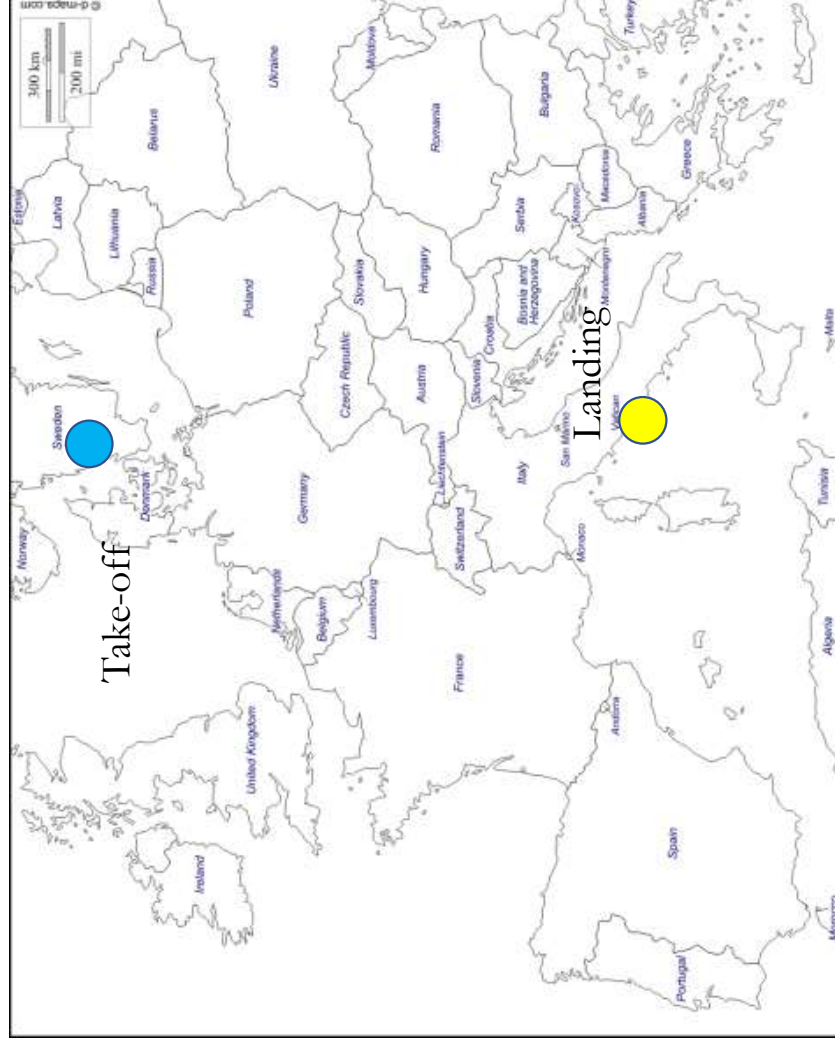 © d-maps.com
300 km
200 mi
Norway
Sweden
Estonia
Latvia
Denmark
Lithuania
Russia
Belarus
Take-off
Ireland
United Kingdom
Netherlands
Germany
Poland
Ukraine
Belgium
Luxembourg
Czech Republic
Slovakia
Moldova
France
Switzerland
Liechtenstein
Austria
Hungary
Romania
Slovenia
Croatia
Italy
Bosnia and
Herzegovina
Serbia
Bulgaria
Monaco
San Marino
Landing
Montenegro
Kosovo
Macedonia
Andorra
Vatican
Albania
Turkey
Portugal
Spain
Greece
Morocco
Algeria
Tunisia
Malta